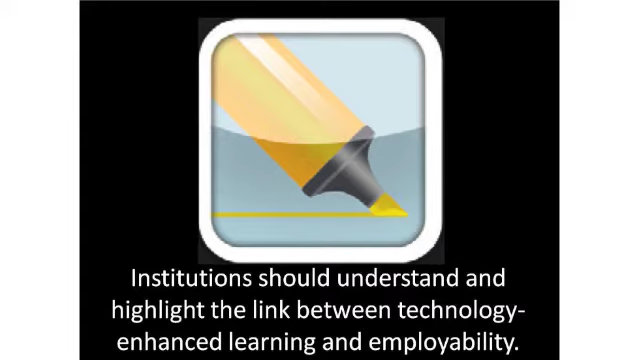 Institutions should understand and
highlight the link between technology-
enhanced learning and employability.